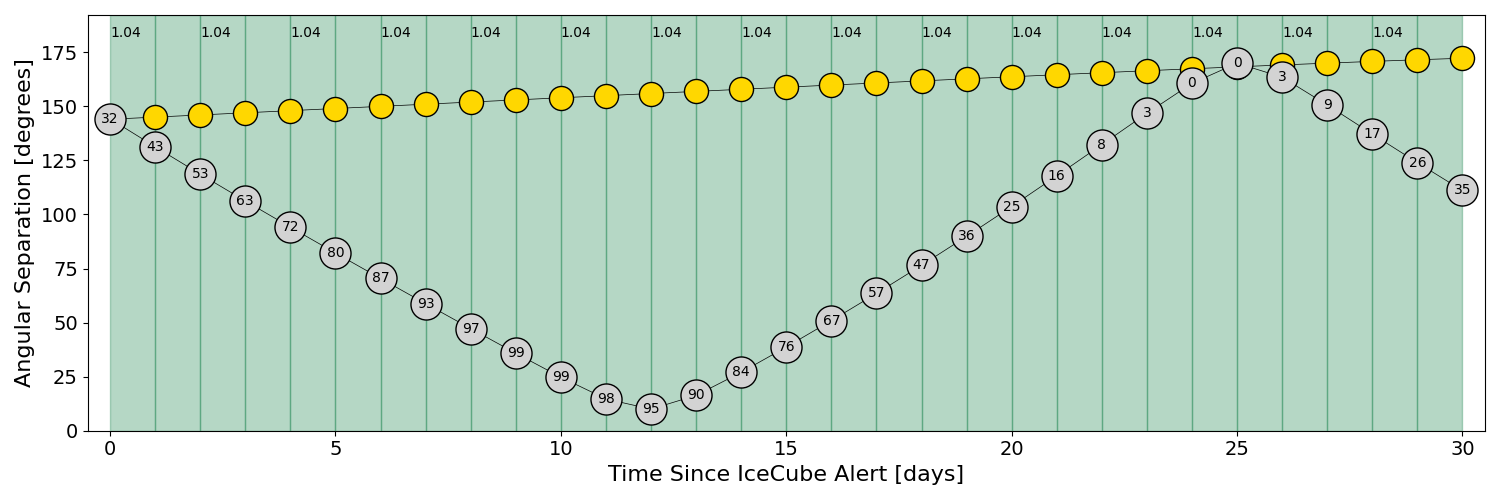 1.04 1.04 1.04 1.04 1.04 1.04 1.04 1.04 1.04 1.04 1.04 1.04 1.04 1.04 1.04
175
150
125
100
75
50
25
0
32 43 53 63 72 80 87 93 97 99 99 98 95 90 84 76 67 57 47 36 25 16 8 3 0 0 3 9 17 26 35
0 5 10 15 20 25 30
Angular Separation [degrees]
Time Since IceCube Alert [days]